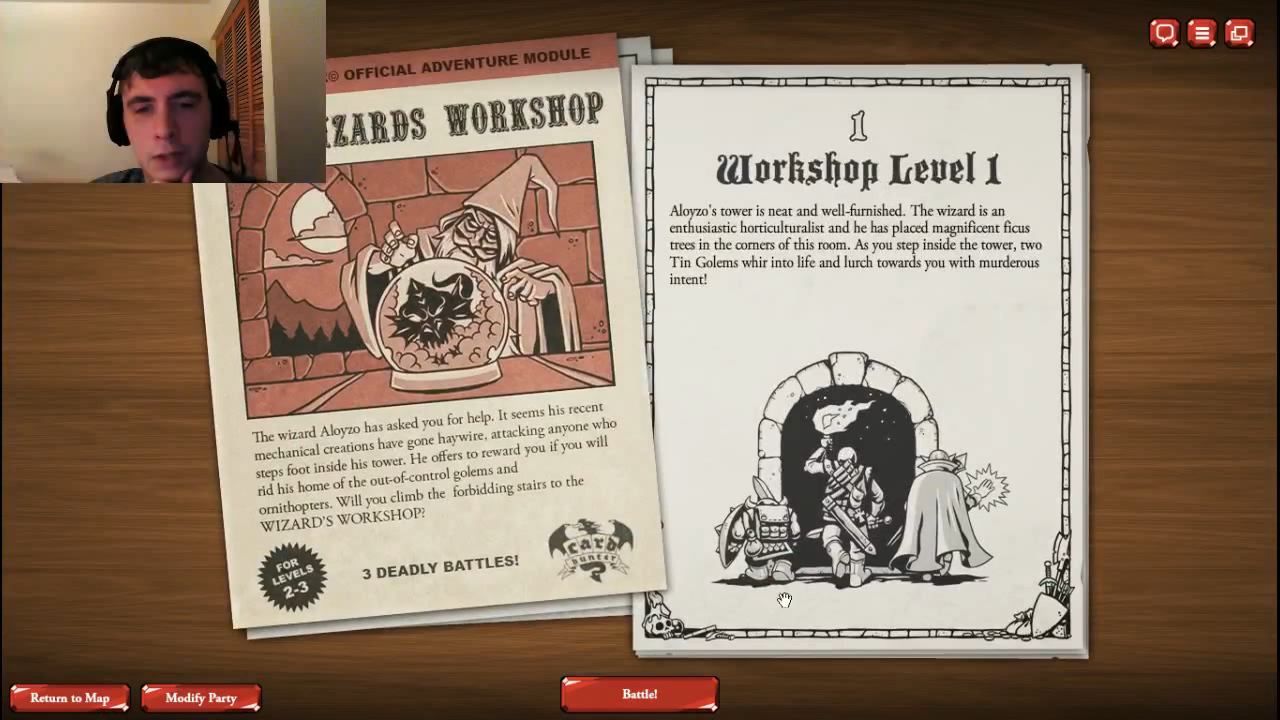 © OFFICIAL ADVENTURE MODULE
WIZARDS WORKSHOP
The wizard Aloyzo has asked you for help. It seems his recent
mechanical creations have gone haywire, attacking anyone who
steps foot inside his tower. He offers to reward you if you will
rid his home of the out-of-control golems and
ornithopters. Will you climb the forbidding stairs to the
WIZARD'S WORKSHOP?
FOR
LEVELS
2-3
3 DEADLY BATTLES!
card
hunter
1
Workshop Level 1
Aloyzo's tower is neat and well-furnished. The wizard is an
enthusiastic horticulturalist and he has placed magnificent ficus
trees in the corners of this room. As you step inside the tower, two
Tin Golems whir into life and lurch towards you with murderous
intent!
Return to Map
Modify Party
Battle!